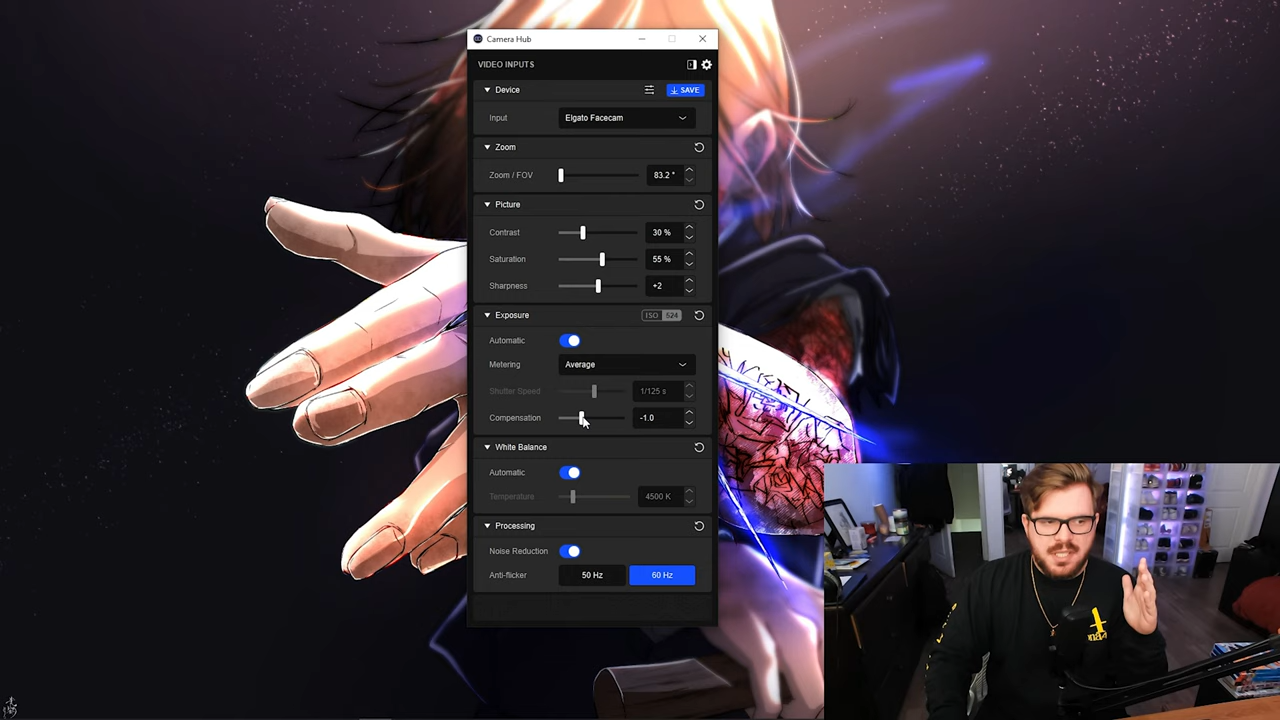 Camera Hub
VIDEO INPUTS
Device
SAVE
Input
Elgato Facecam
Zoom
Zoom / FOV
83.2 °
Picture
Contrast
30 %
Saturation
55 %
Sharpness
+2
Exposure
ISO 524
Automatic
Metering
Average
Shutter Speed
1/125 s
Compensation
-1.0
White Balance
Automatic
Temperature
4500 K
Processing
Noise Reduction
Anti-flicker
50 Hz
60 Hz